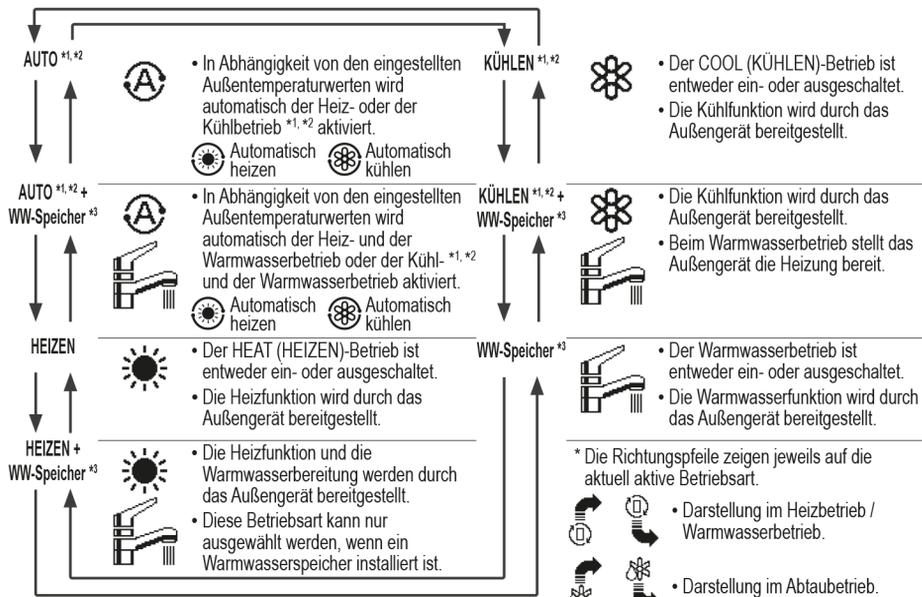 AUTO *1, *2
• In Abhängigkeit von den eingestellten
Außentemperaturwerten wird
automatisch der Heiz- oder der
Kühlbetrieb *1, *2 aktiviert.
Automatisch
heizen
Automatisch
kühlen
AUTO *1, *2 +
WW-Speicher *3
• In Abhängigkeit von den eingestellten
Außentemperaturwerten wird
automatisch der Heiz- und der
Warmwasserbetrieb oder der Kühl- *1, *2
und der Warmwasserbetrieb aktiviert.
Automatisch
heizen
Automatisch
kühlen
HEIZEN
• Der HEAT (HEIZEN)-Betrieb ist
entweder ein- oder ausgeschaltet.
• Die Heizfunktion wird durch das
Außengerät bereitgestellt.
HEIZEN +
WW-Speicher *3
• Die Heizfunktion und die
Warmwasserbereitung werden durch
das Außengerät bereitgestellt.
• Diese Betriebsart kann nur
ausgewählt werden, wenn ein
Warmwasserspeicher installiert ist.
KÜHLEN *1, *2
• Der COOL (KÜHLEN)-Betrieb ist
entweder ein- oder ausgeschaltet.
• Die Kühlfunktion wird durch das
Außengerät bereitgestellt.
KÜHLEN *1, *2 +
WW-Speicher *3
• Die Kühlfunktion wird durch das
Außengerät bereitgestellt.
• Beim Warmwasserbetrieb stellt das
Außengerät die Heizung bereit.
WW-Speicher *3
• Der Warmwasserbetrieb ist
entweder ein- oder ausgeschaltet.
• Die Warmwasserfunktion wird durch
das Außengerät bereitgestellt.
* Die Richtungspfeile zeigen jeweils auf die
aktuell aktive Betriebsart.
• Darstellung im Heizbetrieb /
Warmwasserbetrieb.
• Darstellung im Abtaubetrieb.